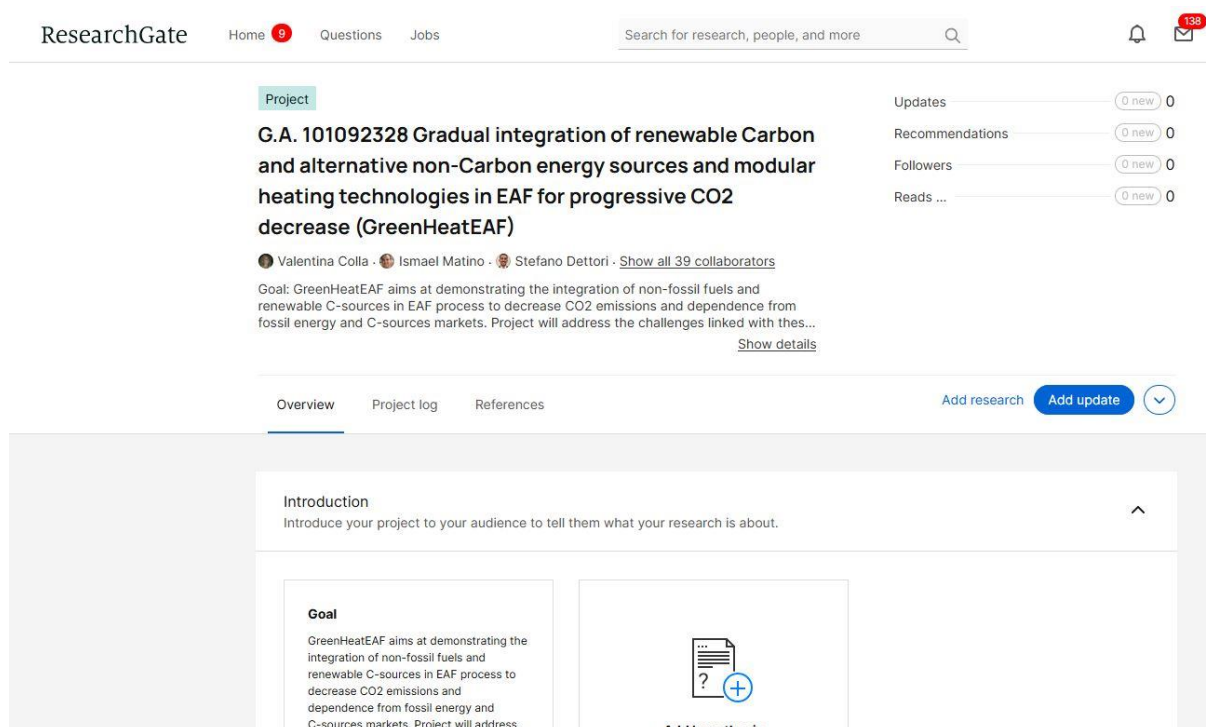 ResearchGate
Home 9 Questions Jobs
Search for research, people, and more
138
Project
G.A. 101092328 Gradual integration of renewable Carbon
and alternative non-Carbon energy sources and modular
heating technologies in EAF for progressive CO2
decrease (GreenHeatEAF)
Valentina Colla · Ismael Matino · Stefano Dettori · Show all 39 collaborators
Goal: GreenHeatEAF aims at demonstrating the integration of non-fossil fuels and
renewable C-sources in EAF process to decrease CO2 emissions and dependence from
fossil energy and C-sources markets. Project will address the challenges linked with thes...
Show details
Updates 0 new 0
Recommendations 0 new 0
Followers 0 new 0
Reads ... 0 new 0
Overview Project log References
Add research Add update
Introduction
Introduce your project to your audience to tell them what your research is about.
Goal
GreenHeatEAF aims at demonstrating the
integration of non-fossil fuels and
renewable C-sources in EAF process to
decrease CO2 emissions and
dependence from fossil energy and
C-sources markets. Project will address
?